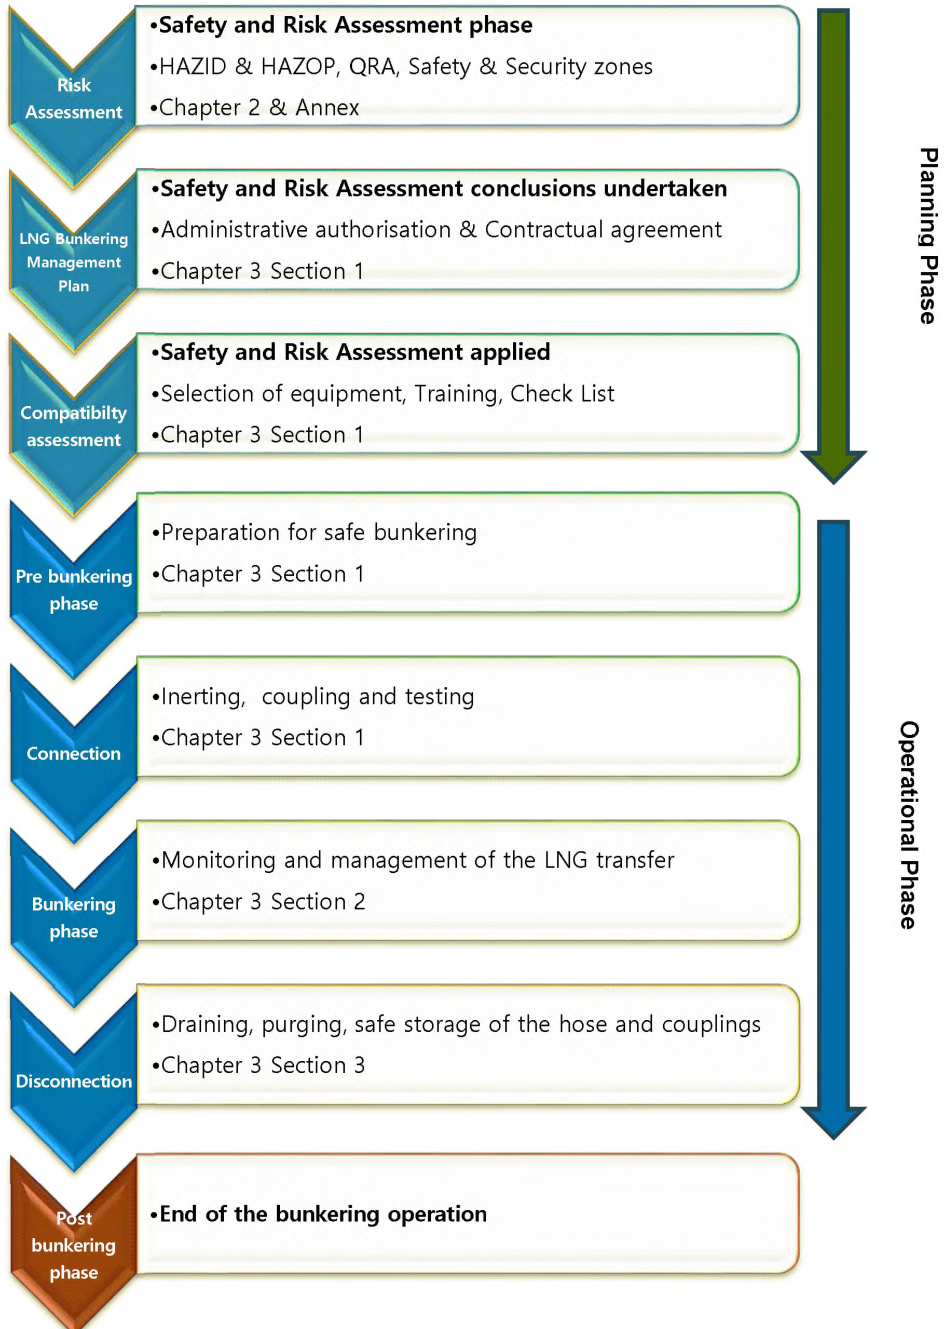 Risk
Assessment
•Safety and Risk Assessment phase
•HAZID & HAZOP, QRA, Safety & Security zones
•Chapter 2 & Annex
LNG Bunkering
Management
Plan
•Safety and Risk Assessment conclusions undertaken
•Administrative authorisation & Contractual agreement
•Chapter 3 Section 1
Compatibilty
assessment
•Safety and Risk Assessment applied
•Selection of equipment, Training, Check List
•Chapter 3 Section 1
Planning Phase
Pre bunkering
phase
•Preparation for safe bunkering
•Chapter 3 Section 1
Connection
•Inerting, coupling and testing
•Chapter 3 Section 1
Bunkering
phase
•Monitoring and management of the LNG transfer
•Chapter 3 Section 2
Disconnection
•Draining, purging, safe storage of the hose and couplings
•Chapter 3 Section 3
Operational Phase
Post
bunkering
phase
•End of the bunkering operation